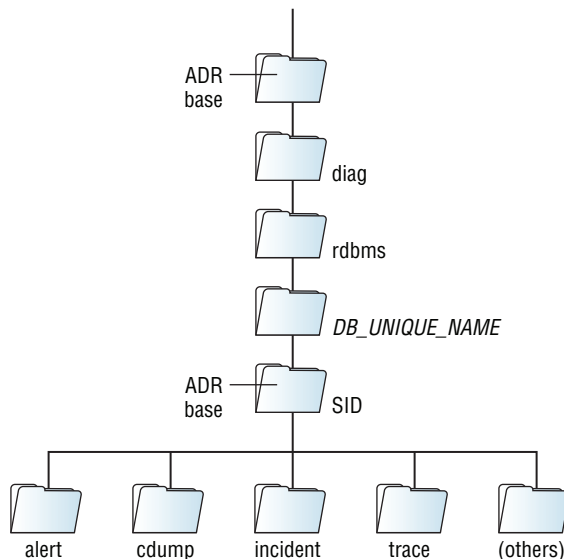 ADR
base
diag
rdbms
DB_UNIQUE_NAME
ADR
base
SID
alert
cdump
incident
trace
(others)